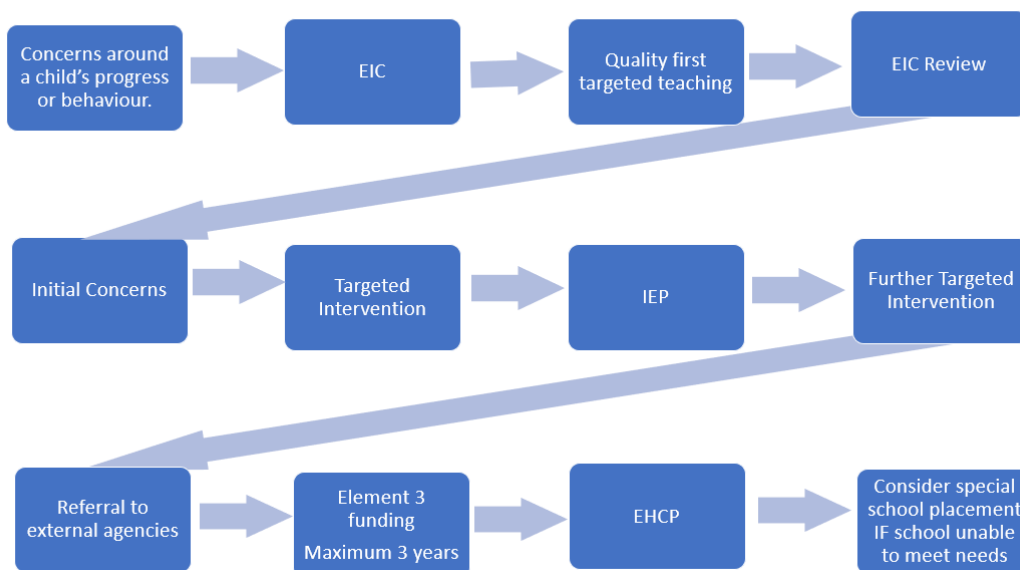 Concerns around
a child's progress
or behaviour.
EIC
Quality first
targeted teaching
EIC Review
Initial Concerns
Targeted
Intervention
IEP
Further Targeted
Intervention
Referral to
external agencies
Element 3
funding
Maximum 3 years
EHCP
Consider special
school placement
IF school unable
to meet needs